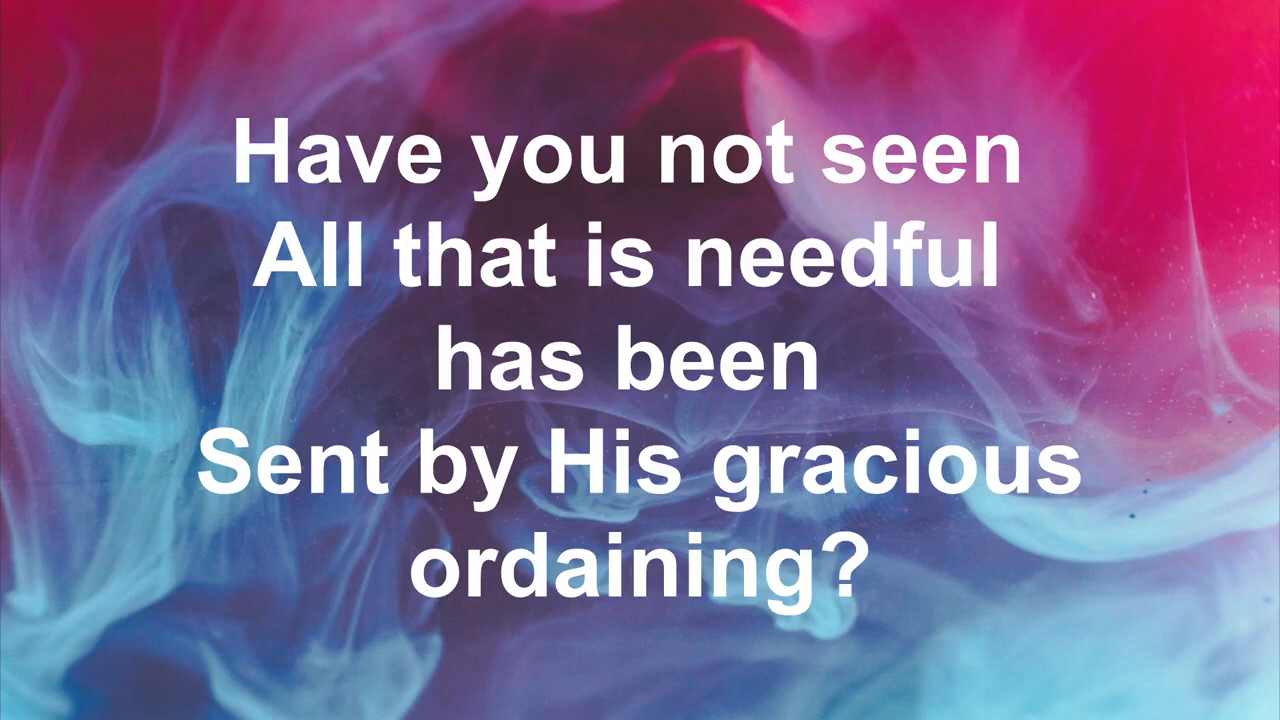 Have you not seen
All that is needful
has been
Sent by His gracious
ordaining?